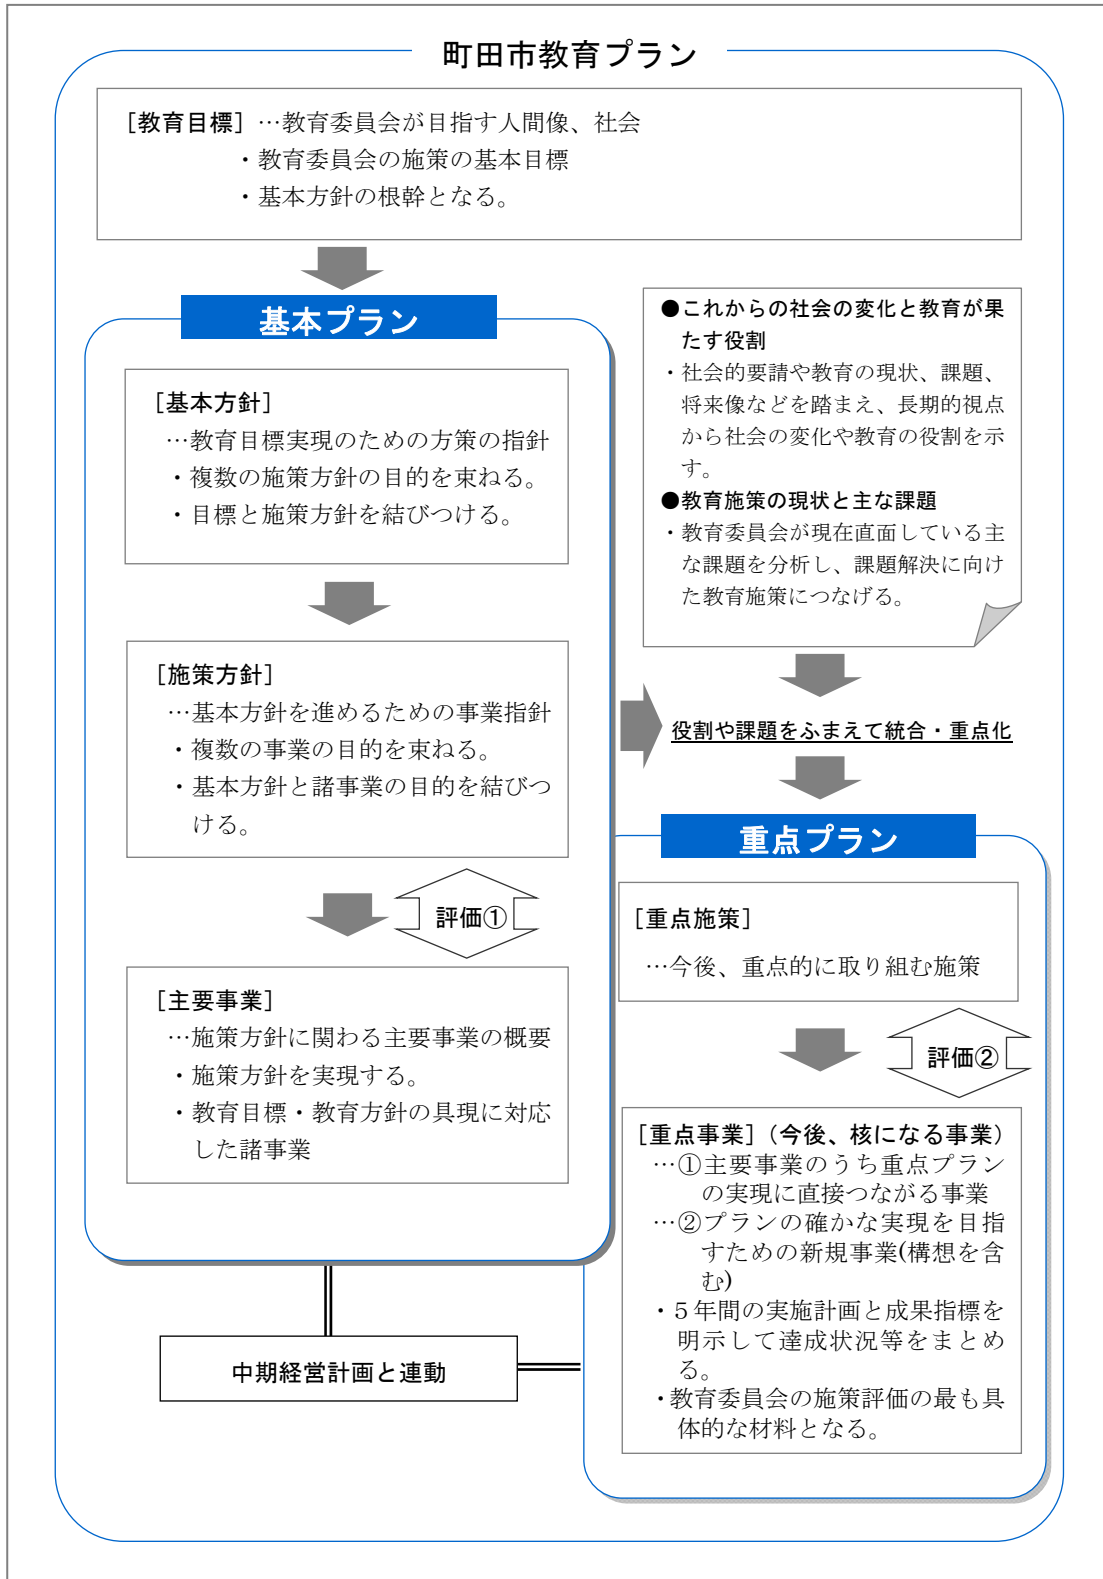 町田市教育プラン
［教育目標］…教育委員会が目指す人間像、社会
・教育委員会の施策の基本目標
・基本方針の根幹となる。
基本プラン
［基本方針］
…教育目標実現のための方策の指針
・複数の施策方針の目的を束ねる。
・目標と施策方針を結びつける。
［施策方針］
…基本方針を進めるための事業指針
・複数の事業の目的を束ねる。
・基本方針と諸事業の目的を結びつ
ける。
評価①
［主要事業］
…施策方針に関わる主要事業の概要
・施策方針を実現する。
・教育目標・教育方針の具現に対応
した諸事業
中期経営計画と連動
●これからの社会の変化と教育が果
たす役割
・社会的要請や教育の現状、課題、
将来像などを踏まえ、長期的視点
から社会の変化や教育の役割を示
す。
●教育施策の現状と主な課題
・教育委員会が現在直面している主
な課題を分析し、課題解決に向け
た教育施策につなげる。
役割や課題をふまえて統合・重点化
重点プラン
［重点施策］
…今後、重点的に取り組む施策
評価②
［重点事業］（今後、核になる事業）
…①主要事業のうち重点プラン
の実現に直接つながる事業
…②プランの確かな実現を目指
すための新規事業(構想を含
む)
・５年間の実施計画と成果指標を
明示して達成状況等をまとめ
る。
・教育委員会の施策評価の最も具
体的な材料となる。